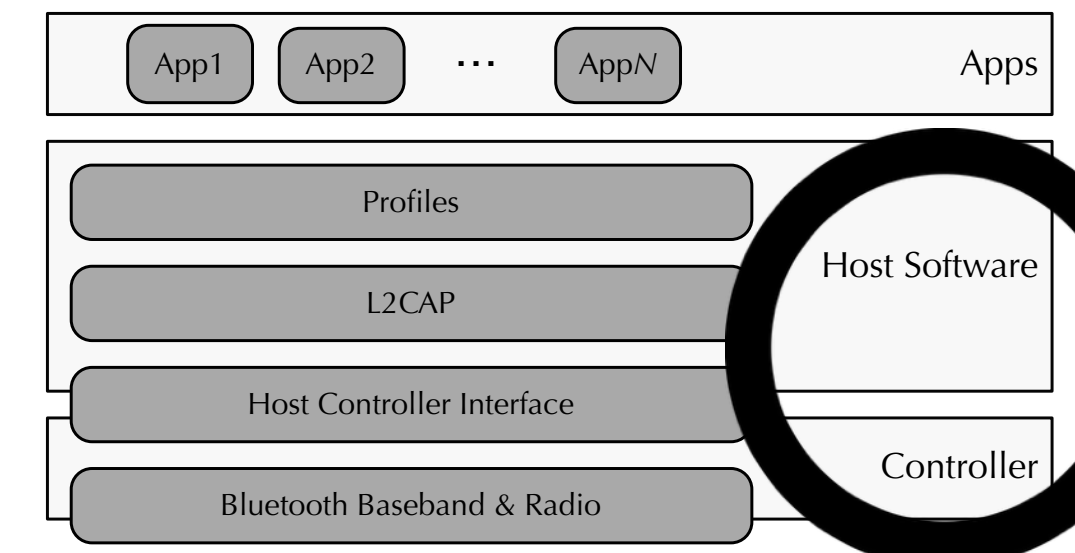 App1 App2 ... AppN Apps
Profiles
Host Software
L2CAP
Host Controller Interface
Controller
Bluetooth Baseband & Radio